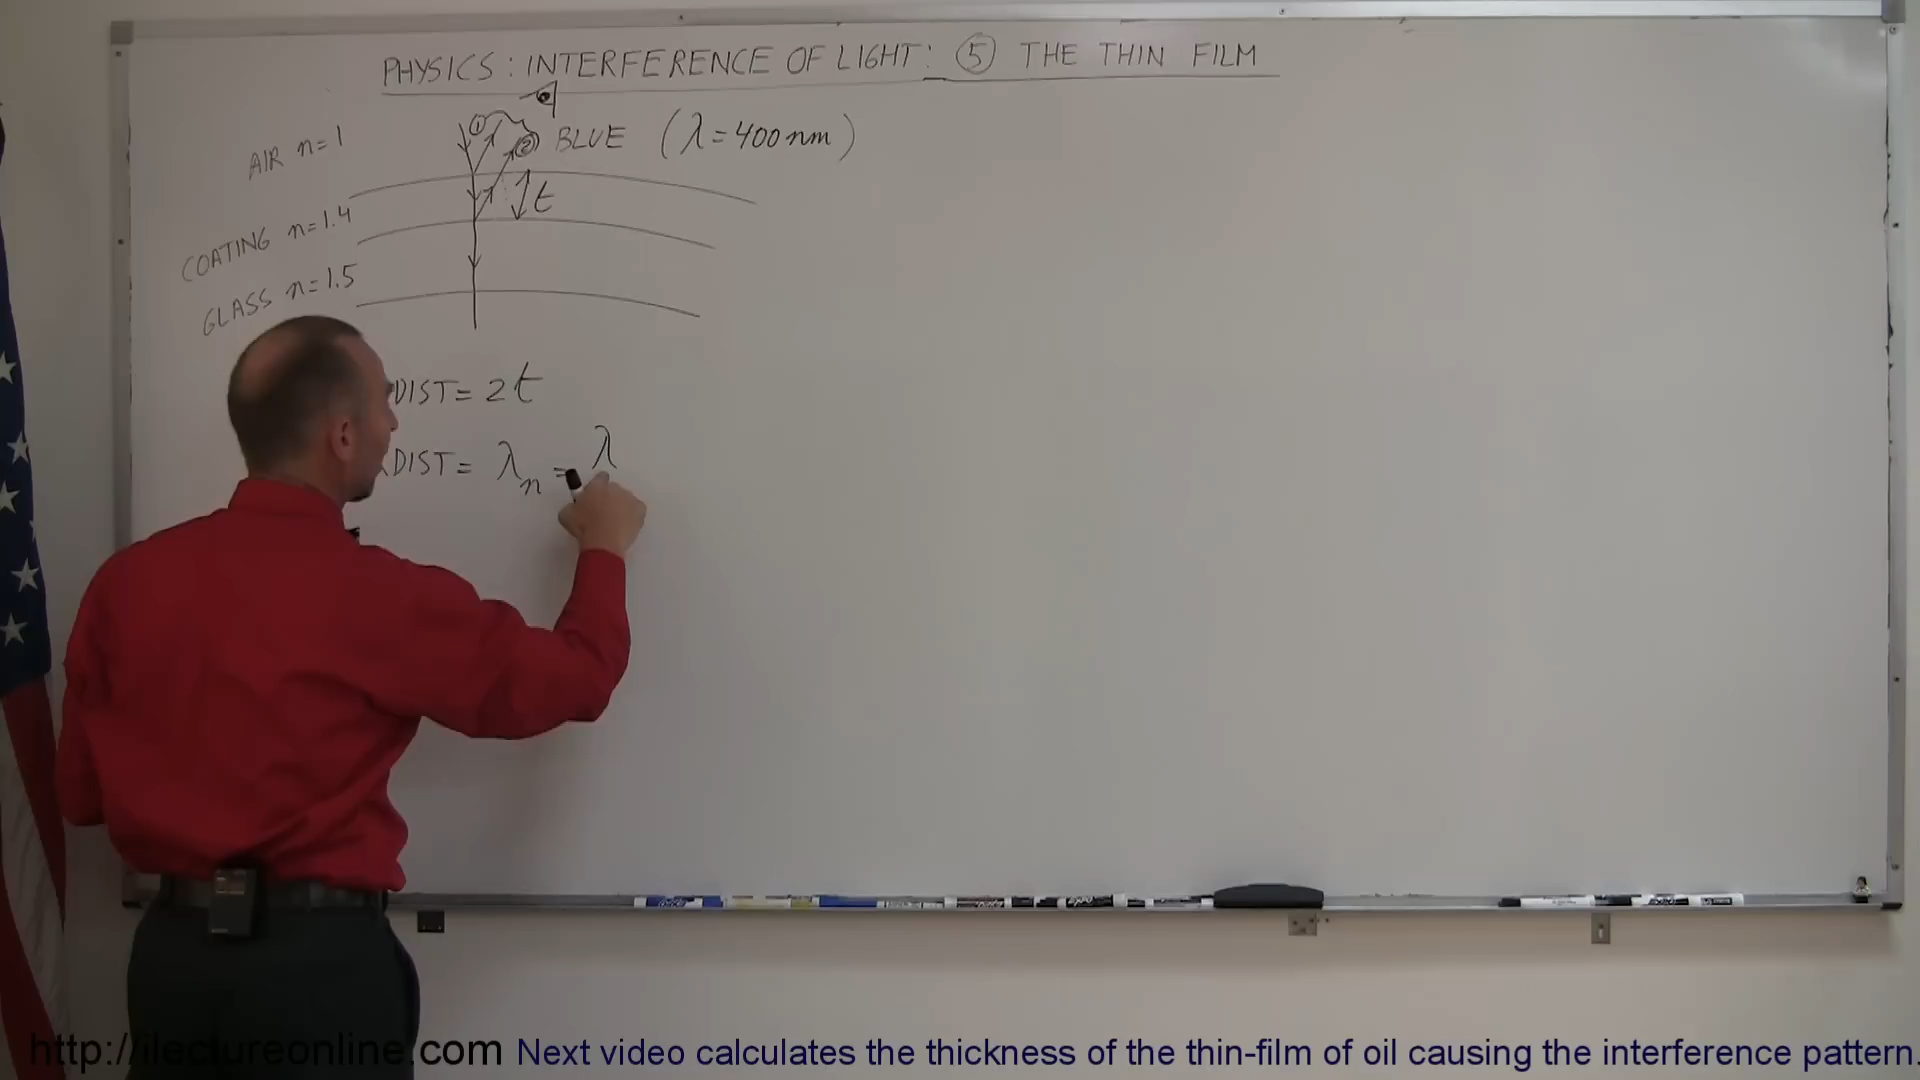 PHYSICS: INTERFERENCE OF LIGHT: ⑤ THE THIN FILM
AIR n=1
① ② BLUE (λ=400nm)
t
COATING n=1.4
GLASS n=1.5
DIST= 2t
DIST= λn = λ
http://ilectureonline.com Next video calculates the thickness of the thin-film of oil causing the interference pattern.